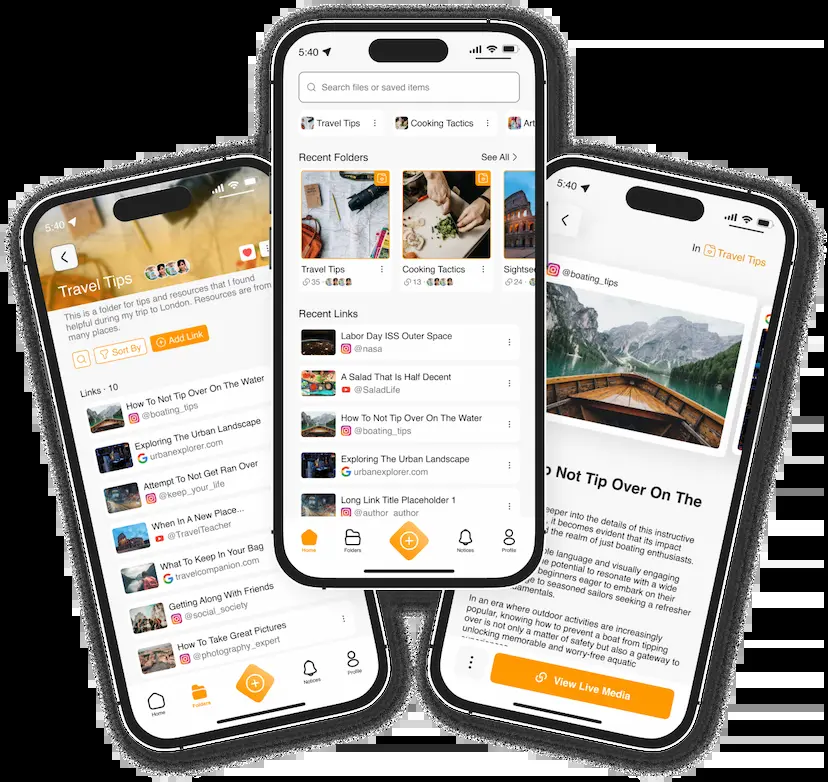 5:40
Search files or saved items
Travel Tips
Cooking Tactics
Art
Recent Folders
See All
Travel Tips
35
Cooking Tactics
13
Sightsee
24
Recent Links
Labor Day ISS Outer Space
@nasa
A Salad That Is Half Decent
@SaladLife
How To Not Tip Over On The Water
@boating_tips
Exploring The Urban Landscape
urbanexplorer.com
Long Link Title Placeholder 1
@author_author
Home
Folders
Notices
Profile
5:40
Travel Tips
This is a folder for tips and resources that I found
helpful during my trip to London. Resources are from
many places.
Sort By
Add Link
Links · 10
How To Not Tip Over On The Water
@boating_tips
Exploring The Urban Landscape
urbanexplorer.com
Attempt To Not Get Ran Over
@keep_your_life
When In A New Place...
@TravelTeacher
What To Keep In Your Bag
travelcompanion.com
Getting Along With Friends
@social_society
How To Take Great Pictures
@photography_expert
Home
Folders
Notices
Profile
5:40
In Travel Tips
@boating_tips
Not Tip Over On The
eeper into the details of this instructive
, it becomes evident that its impact
d the realm of just boating enthusiasts.
ble language and visually engaging
the potential to resonate with a wide
beginners eager to embark on their
ge to seasoned sailors seeking a refresher
damentals.
In an era where outdoor activities are increasingly
popular, knowing how to prevent a boat from tipping
over is not only a matter of safety but also a gateway to
unlocking memorable and worry-free aquatic
experiences
View Live Media